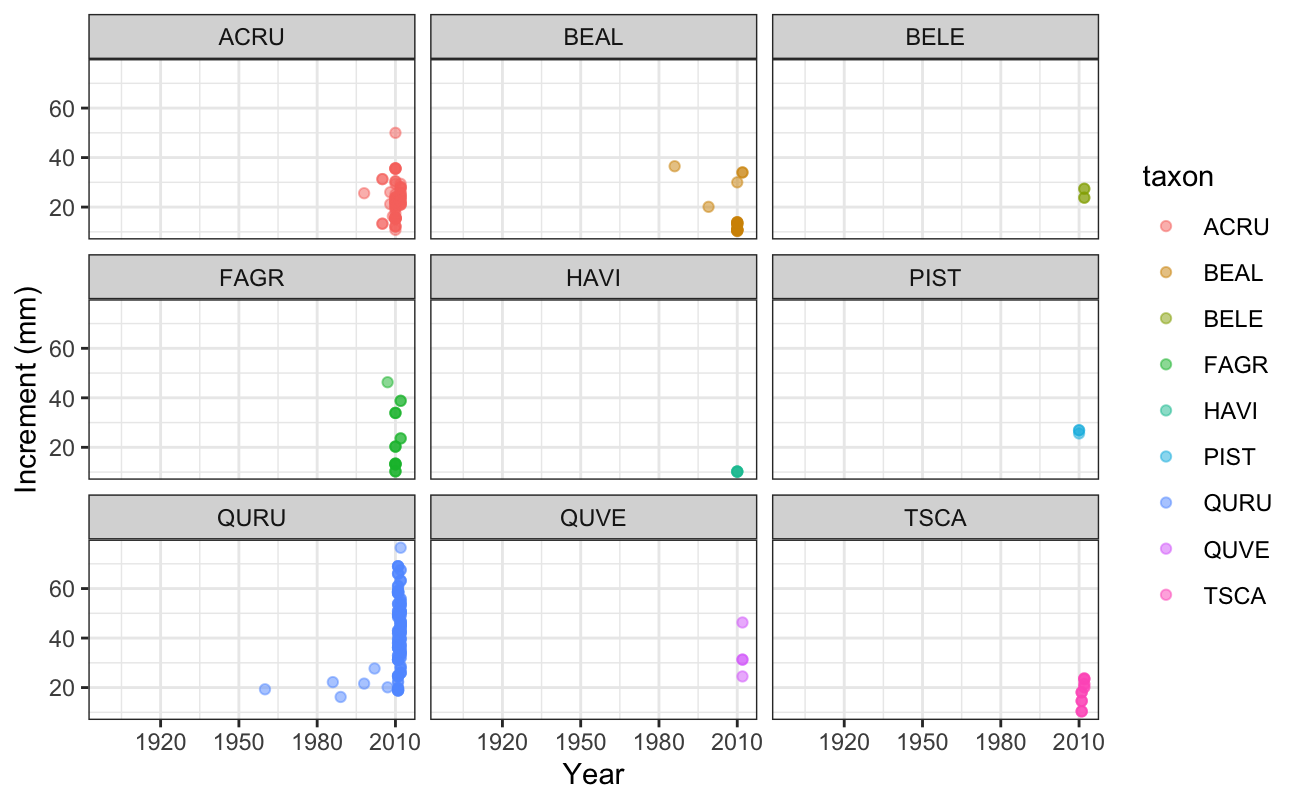 ACRU BEAL BELE
60
40
20
FAGR HAVI PIST
60
40
20
Increment (mm)
QURU QUVE TSCA
60
40
20
1920 1950 1980 2010 1920 1950 1980 2010 1920 1950 1980 2010
Year
taxon
ACRU
BEAL
BELE
FAGR
HAVI
PIST
QURU
QUVE
TSCA